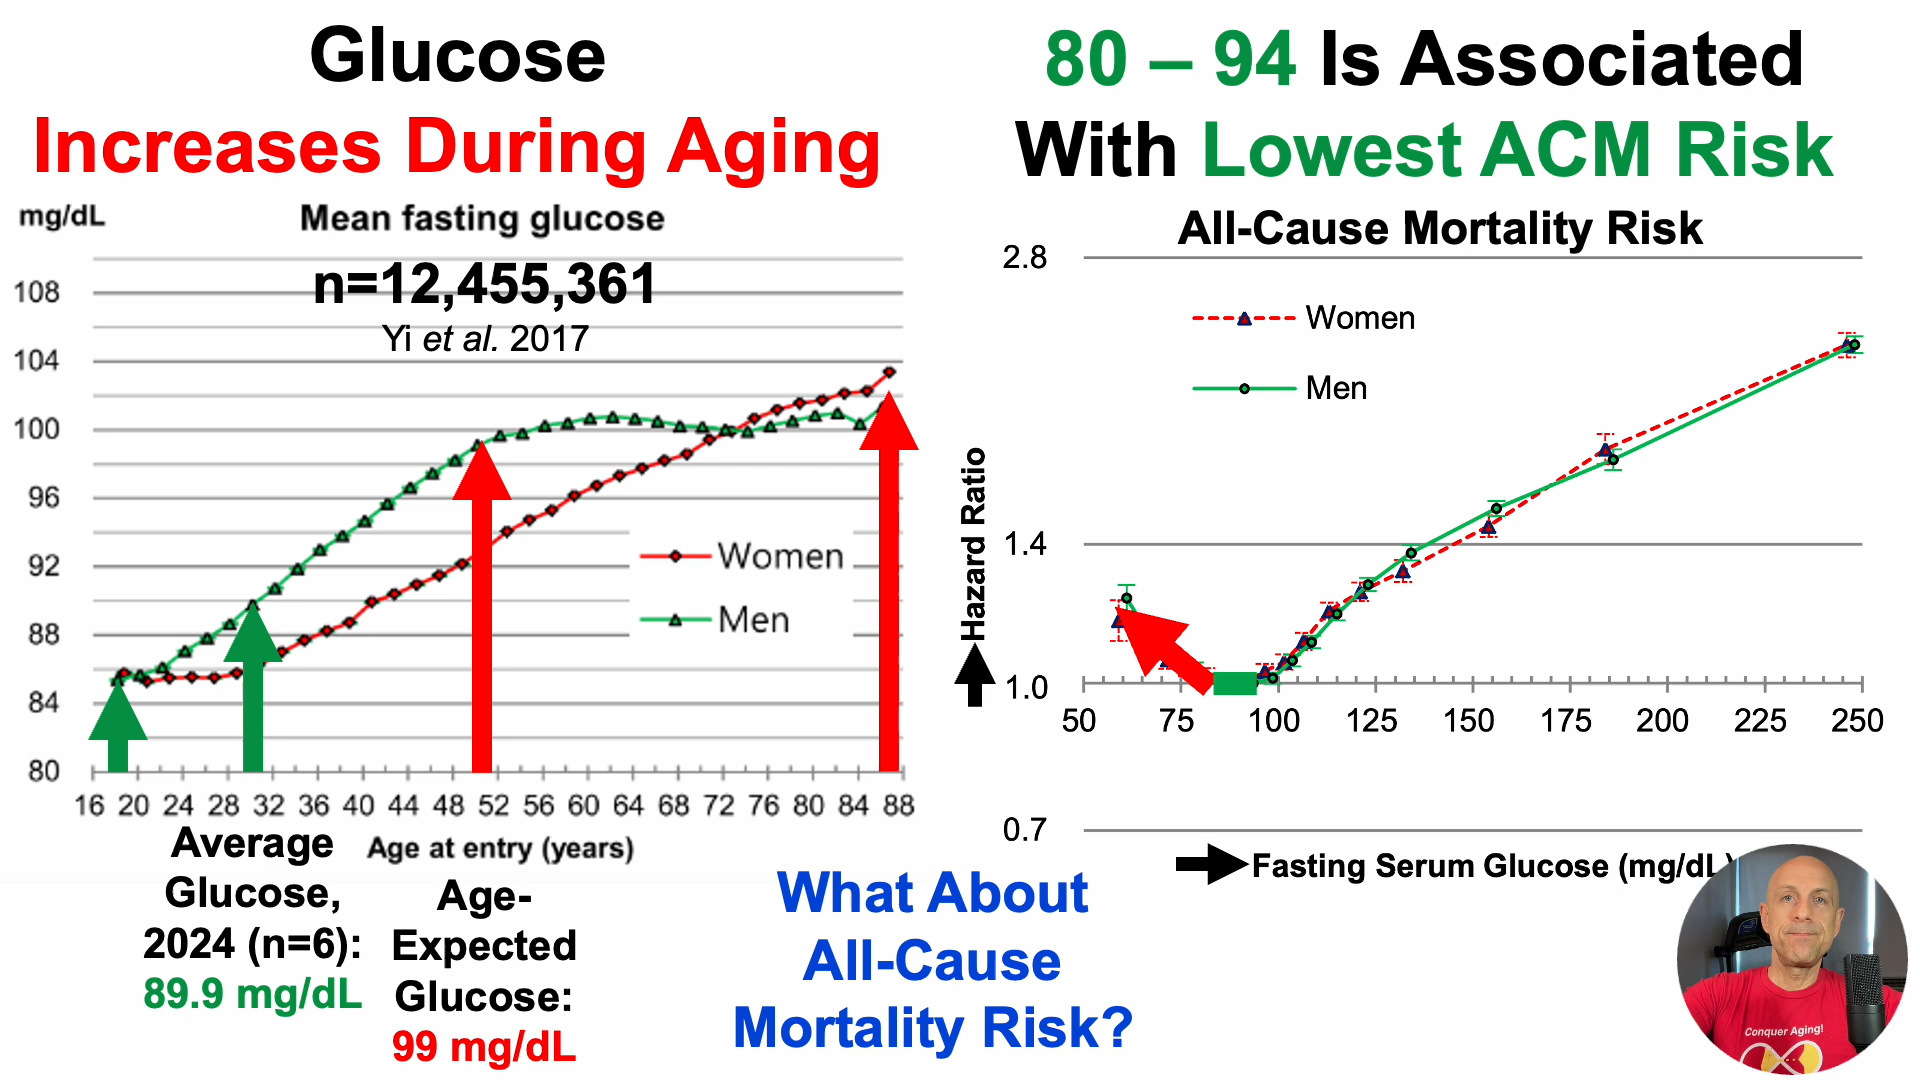 Glucose
Increases During Aging
mg/dL
Mean fasting glucose
n=12,455,361
Yi et al. 2017
108
104
100
96
92
88
84
80
Women
Men
16 20 24 28 32 36 40 44 48 52 56 60 64 68 72 76 80 84 88
Age at entry (years)
Average
Glucose,
2024 (n=6):
89.9 mg/dL
Age-
Expected
Glucose:
99 mg/dL
What About
All-Cause
Mortality Risk?
80 – 94 Is Associated
With Lowest ACM Risk
All-Cause Mortality Risk
2.8
1.4
1.0
0.7
Women
Men
Hazard Ratio
50 75 100 125 150 175 200 225 250
Fasting Serum Glucose (mg/dL)
Conquer Aging!